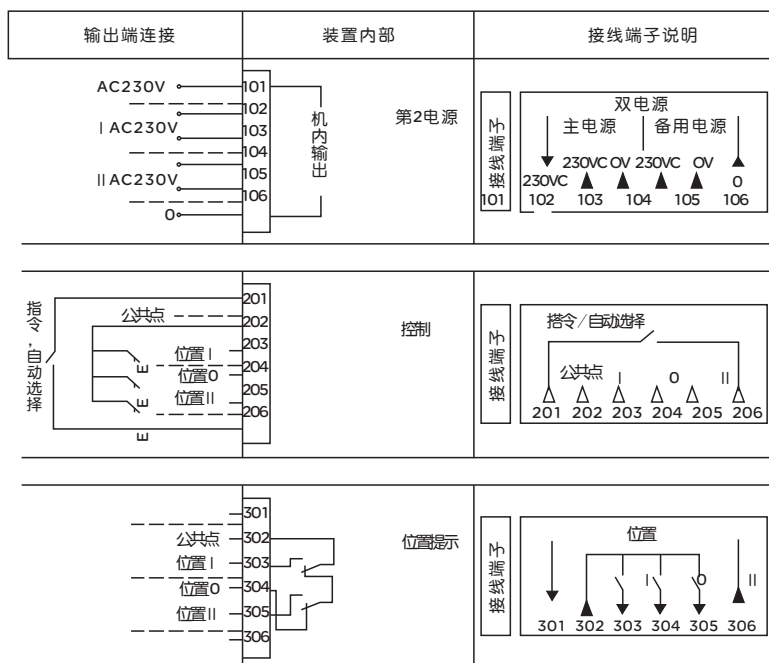 输出端连接
装置内部
接线端子说明
AC230V
101
102
I AC230V
103
104
105
II AC230V
106
0
机内输出
第2电源
接线端子
双电源
主电源 备用电源
230VC 0V 230VC 0V
230VC 0
101 102 103 104 105 106
指令,自动选择
公共点
位置I
位置0
位置II
E
E
E
201
202
203
204
205
206
控制
接线端子
搭令/自动选择
公共点 I 0 II
201 202 203 204 205 206
公共点
位置I
位置0
位置II
301
302
303
304
305
306
位置提示
接线端子
位置
I 0 II
301 302 303 304 305 306